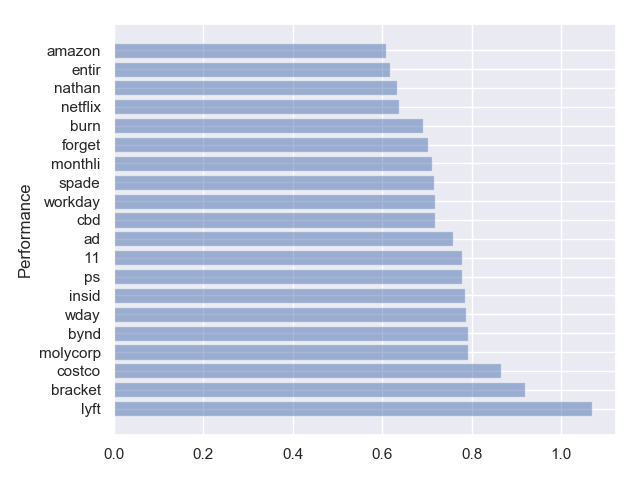 amazon
entir
nathan
netflix
burn
forget
monthli
spade
workday
cbd
ad
11
ps
insid
wday
bynd
molycorp
costco
bracket
lyft
Performance
0.0 0.2 0.4 0.6 0.8 1.0